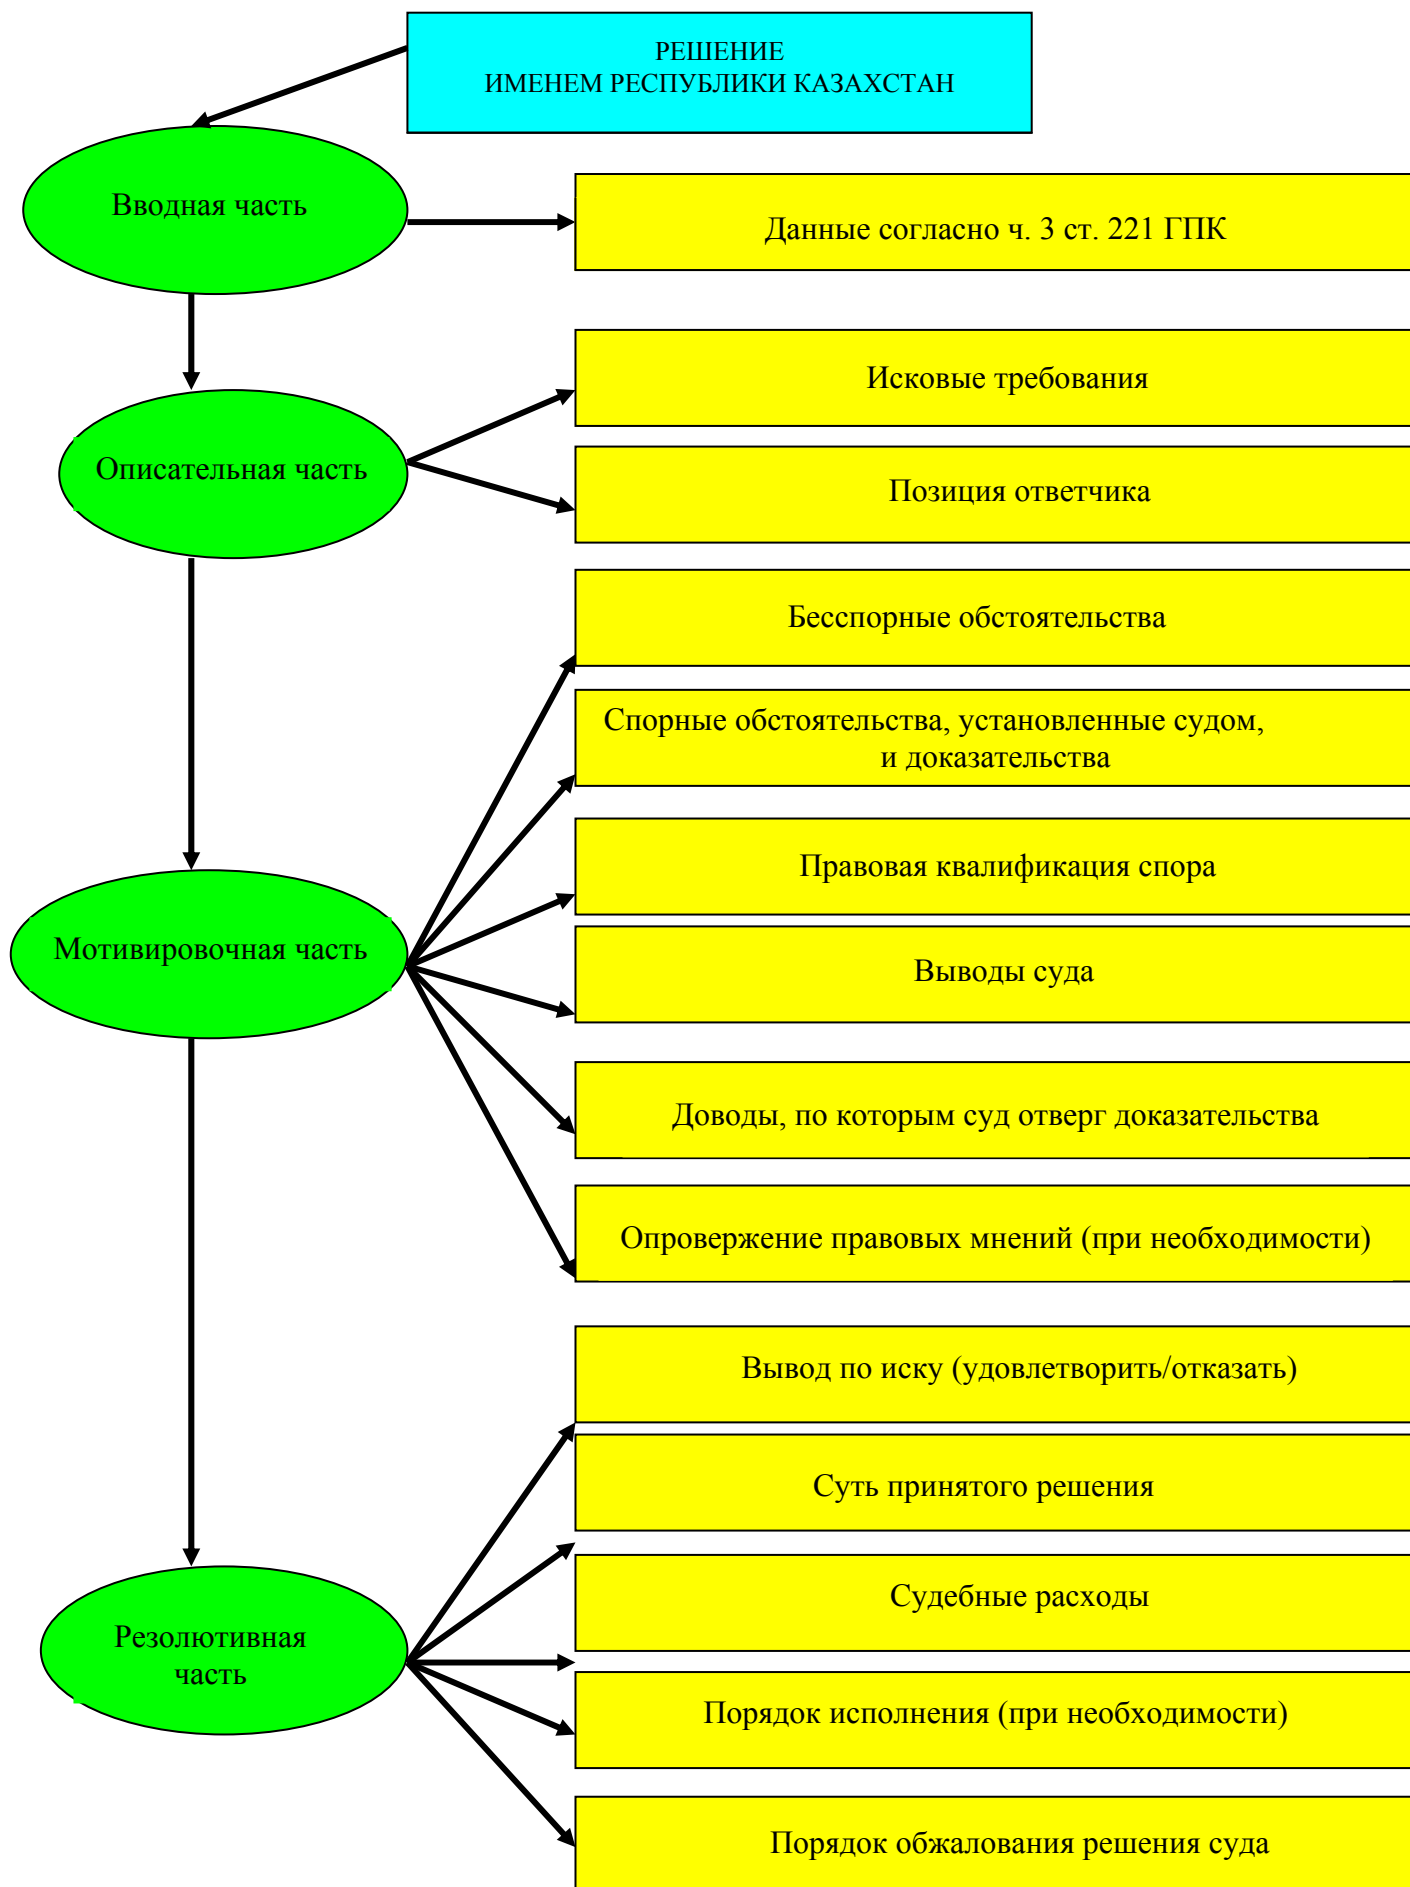 РЕШЕНИЕ
ИМЕНЕМ РЕСПУБЛИКИ КАЗАХСТАН
Вводная часть
Данные согласно ч. 3 ст. 221 ГПК
Описательная часть
Исковые требования
Позиция ответчика
Мотивировочная часть
Бесспорные обстоятельства
Спорные обстоятельства, установленные судом,
и доказательства
Правовая квалификация спора
Выводы суда
Доводы, по которым суд отверг доказательства
Опровержение правовых мнений (при необходимости)
Резолютивная
часть
Вывод по иску (удовлетворить/отказать)
Суть принятого решения
Судебные расходы
Порядок исполнения (при необходимости)
Порядок обжалования решения суда